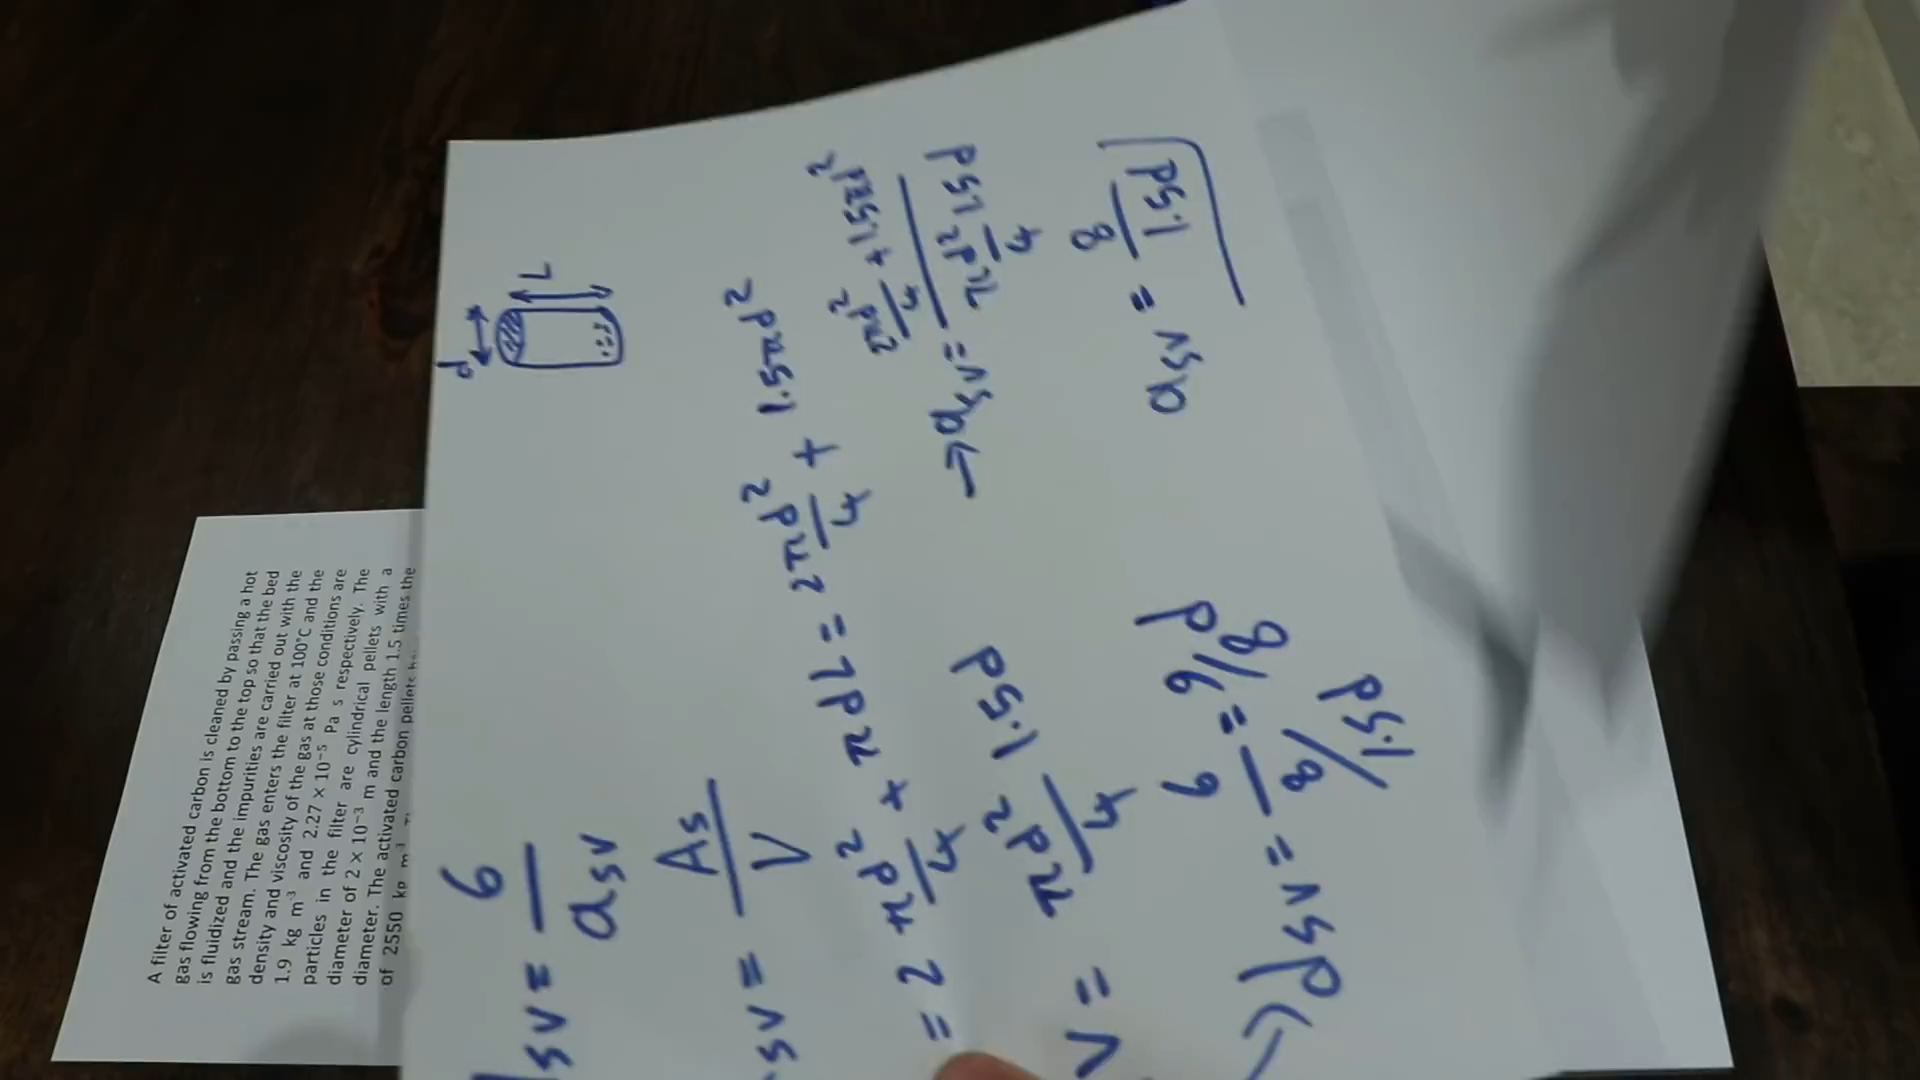 A filter of activated carbon is cleaned by passing a hot
gas flowing from the bottom to the top so that the bed
is fluidized and the impurities are carried out with the
gas stream. The gas enters the filter at 100°C and the
density and viscosity of the gas at those conditions are
1.9 kg m⁻³ and 2.27 × 10⁻⁵ Pa s respectively. The
particles in the filter are cylindrical pellets with a
diameter of 2 × 10⁻³ m and the length 1.5 times the
diameter. The activated carbon pellets
of 2550 kg m⁻³
d
L
sv = 6/asv
sv = As/V
= 2 πd²/4 + πdL = 2πd²/4 + 1.5πd²
V = πd²/4 1.5d
→ asv = (2πd²/4 + 1.5πd²)/(πd²/4 1.5d)
asv = 8/1.5d
→ dsv = 6/(8/1.5d) = 9/8 d